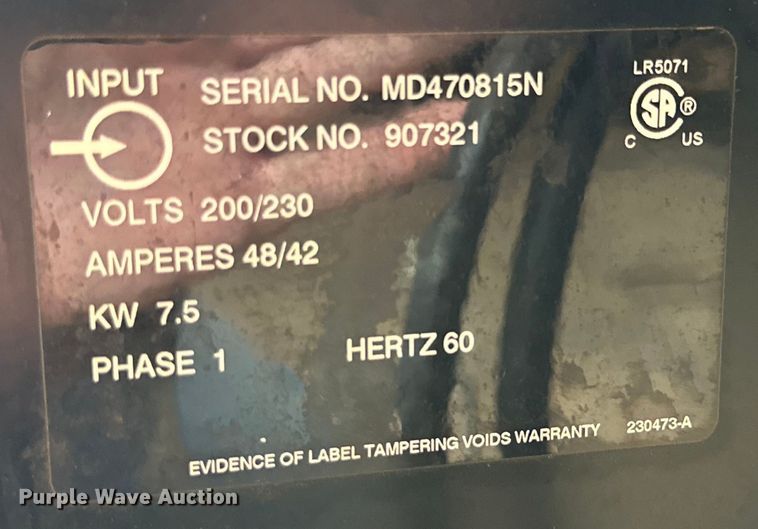 INPUT
SERIAL NO. MD470815N
STOCK NO. 907321
LR5071
SA ®
C US
VOLTS 200/230
AMPERES 48/42
KW 7.5
PHASE 1
HERTZ 60
EVIDENCE OF LABEL TAMPERING VOIDS WARRANTY 230473-A
Purple Wave Auction